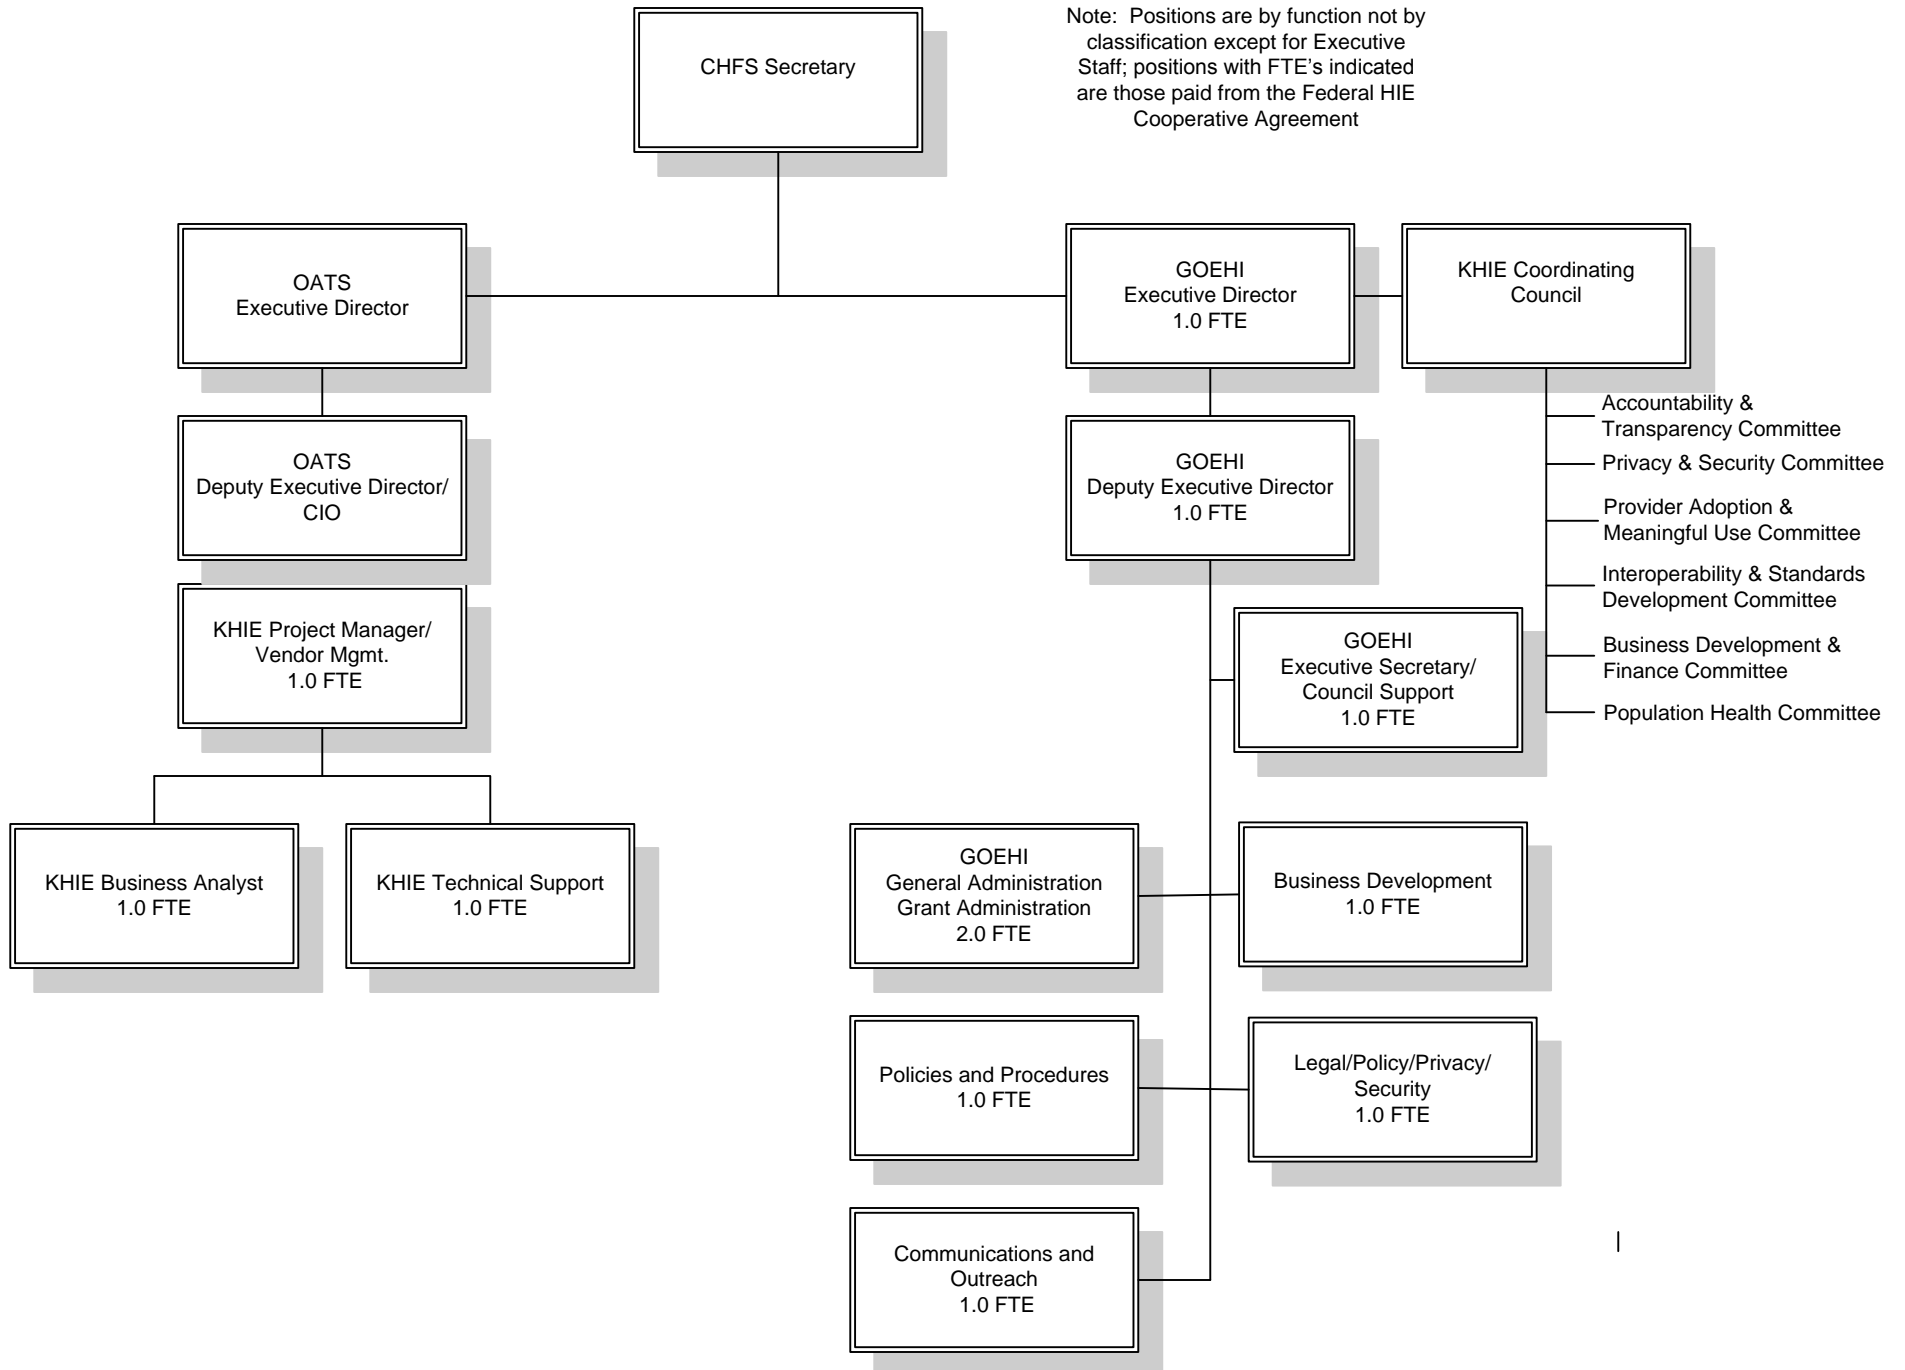 CHFS Secretary
Note: Positions are by function not by
classification except for Executive
Staff; positions with FTE's indicated
are those paid from the Federal HIE
Cooperative Agreement
OATS
Executive Director
GOEHI
Executive Director
1.0 FTE
KHIE Coordinating
Council
OATS
Deputy Executive Director/
CIO
GOEHI
Deputy Executive Director
1.0 FTE
Accountability &
Transparency Committee
Privacy & Security Committee
Provider Adoption &
Meaningful Use Committee
Interoperability & Standards
Development Committee
Business Development &
Finance Committee
Population Health Committee
KHIE Project Manager/
Vendor Mgmt.
1.0 FTE
GOEHI
Executive Secretary/
Council Support
1.0 FTE
KHIE Business Analyst
1.0 FTE
KHIE Technical Support
1.0 FTE
GOEHI
General Administration
Grant Administration
2.0 FTE
Business Development
1.0 FTE
Policies and Procedures
1.0 FTE
Legal/Policy/Privacy/
Security
1.0 FTE
Communications and
Outreach
1.0 FTE
|